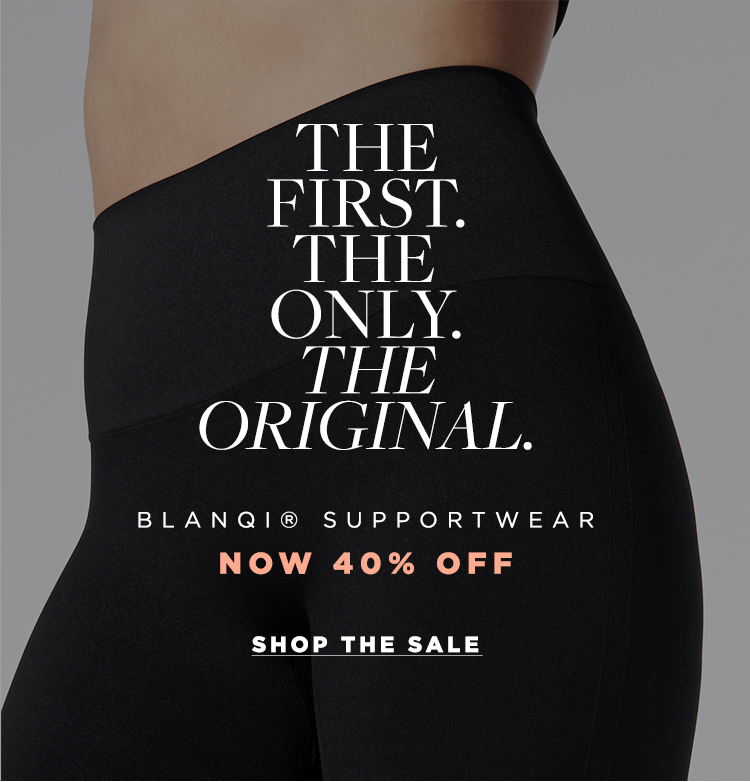 THE
FIRST.
THE
ONLY.
THE
ORIGINAL.
BLANQI® SUPPORTWEAR
NOW 40% OFF
SHOP THE SALE